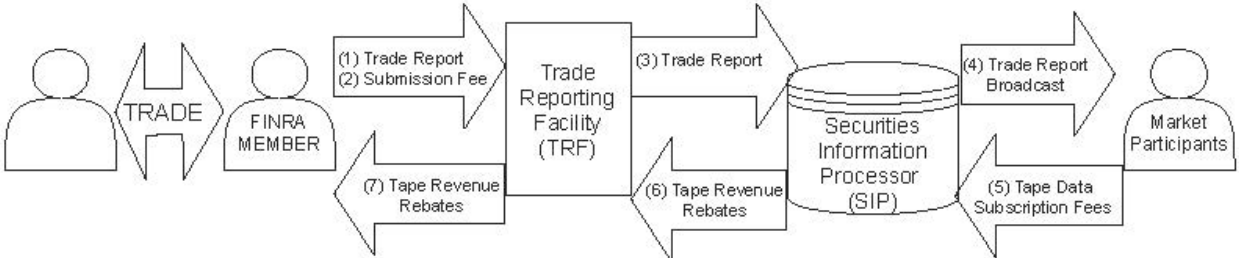 TRADE
FINRA
MEMBER
(1) Trade Report
(2) Submission Fee
(7) Tape Revenue
Rebates
Trade
Reporting
Facility
(TRF)
(3) Trade Report
(6) Tape Revenue
Rebates
Securities
Information
Processor
(SIP)
(4) Trade Report
Broadcast
(5) Tape Data
Subscription Fees
Market
Participants